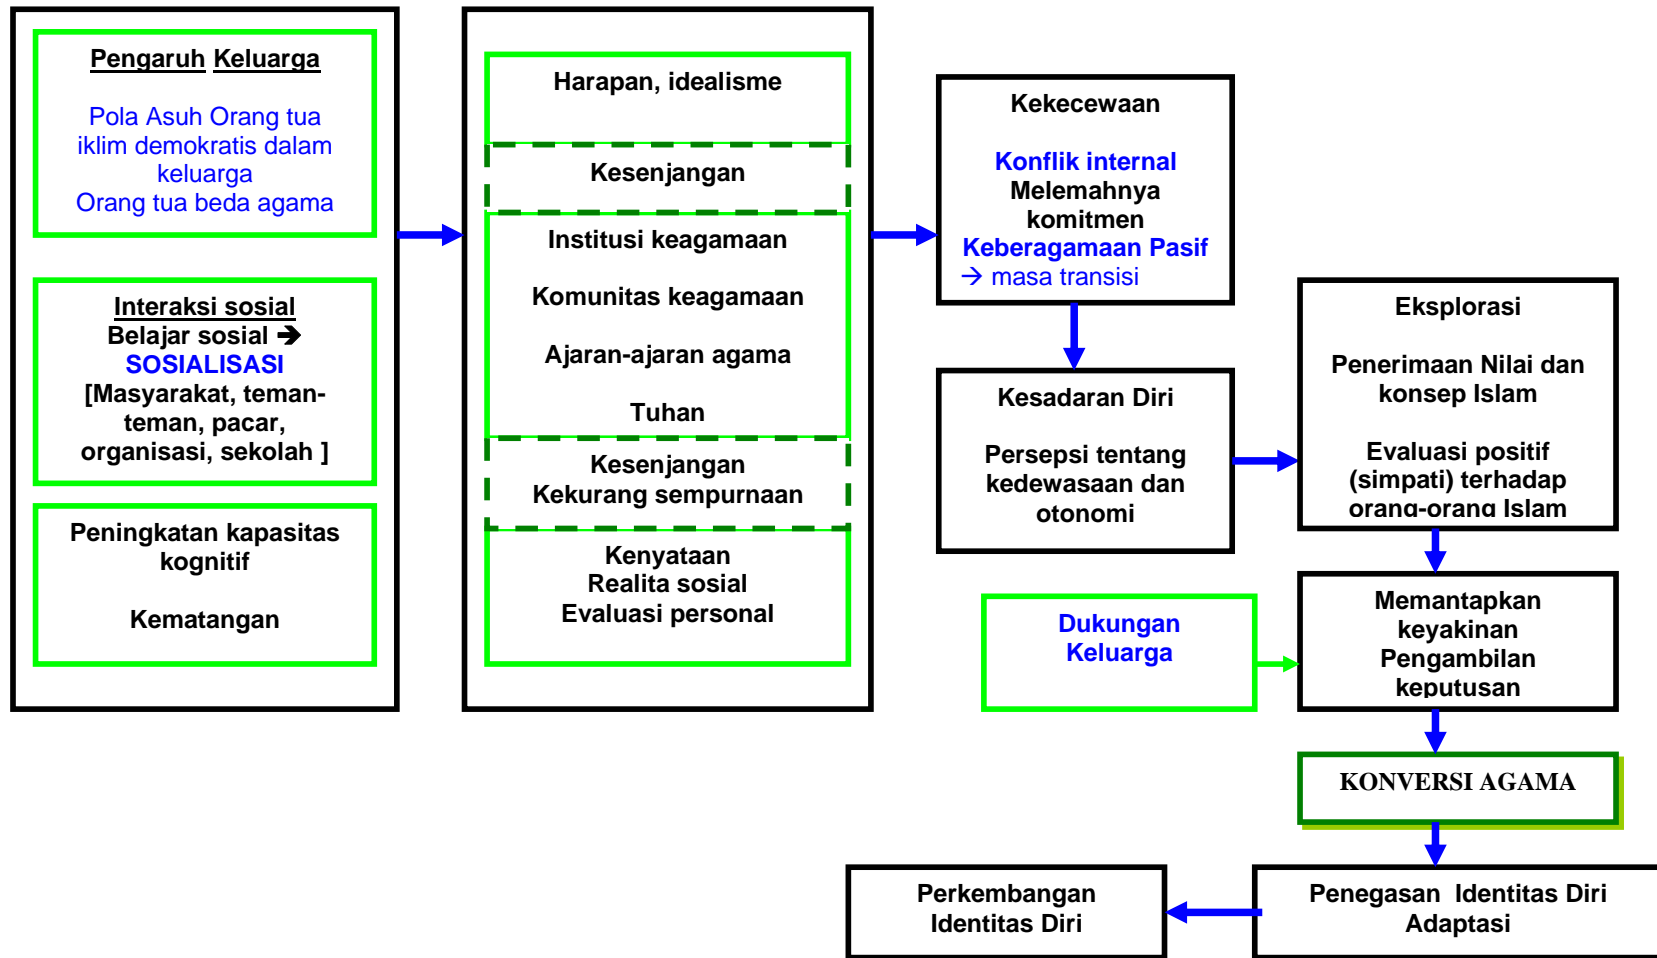 Pengaruh Keluarga
Pola Asuh Orang tua
iklim demokratis dalam
keluarga
Orang tua beda agama
Interaksi sosial
Belajar sosial ➔
SOSIALISASI
[Masyarakat, teman-
teman, pacar,
organisasi, sekolah ]
Peningkatan kapasitas
kognitif
Kematangan
Harapan, idealisme
Kesenjangan
Institusi keagamaan
Komunitas keagamaan
Ajaran-ajaran agama
Tuhan
Kesenjangan
Kekurang sempurnaan
Kenyataan
Realita sosial
Evaluasi personal
Kekecewaan
Konflik internal
Melemahnya
komitmen
Keberagamaan Pasif
→ masa transisi
Kesadaran Diri
Persepsi tentang
kedewasaan dan
otonomi
Eksplorasi
Penerimaan Nilai dan
konsep Islam
Evaluasi positif
(simpati) terhadap
orang-orang Islam
Dukungan
Keluarga
Memantapkan
keyakinan
Pengambilan
keputusan
KONVERSI AGAMA
Penegasan Identitas Diri
Adaptasi
Perkembangan
Identitas Diri